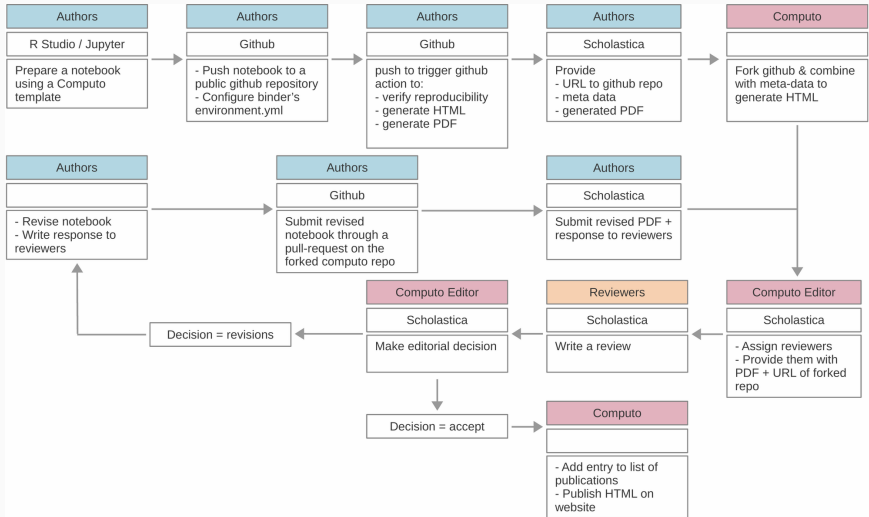 Authors
R Studio / Jupyter
Prepare a notebook
using a Computo
template
Authors
Github
- Push notebook to a
public github repository
- Configure binder's
environment.yml
Authors
Github
push to trigger github
action to:
- verify reproducibility
- generate HTML
- generate PDF
Authors
Scholastica
Provide
- URL to github repo
- meta data
- generated PDF
Computo
Fork github & combine
with meta-data to
generate HTML
Authors
- Revise notebook
- Write response to
reviewers
Authors
Github
Submit revised
notebook through a
pull-request on the
forked computo repo
Authors
Scholastica
Submit revised PDF +
response to reviewers
Decision = revisions
Computo Editor
Scholastica
Make editorial decision
Reviewers
Scholastica
Write a review
Computo Editor
Scholastica
- Assign reviewers
- Provide them with
PDF + URL of forked
repo
Decision = accept
Computo
- Add entry to list of
publications
- Publish HTML on
website